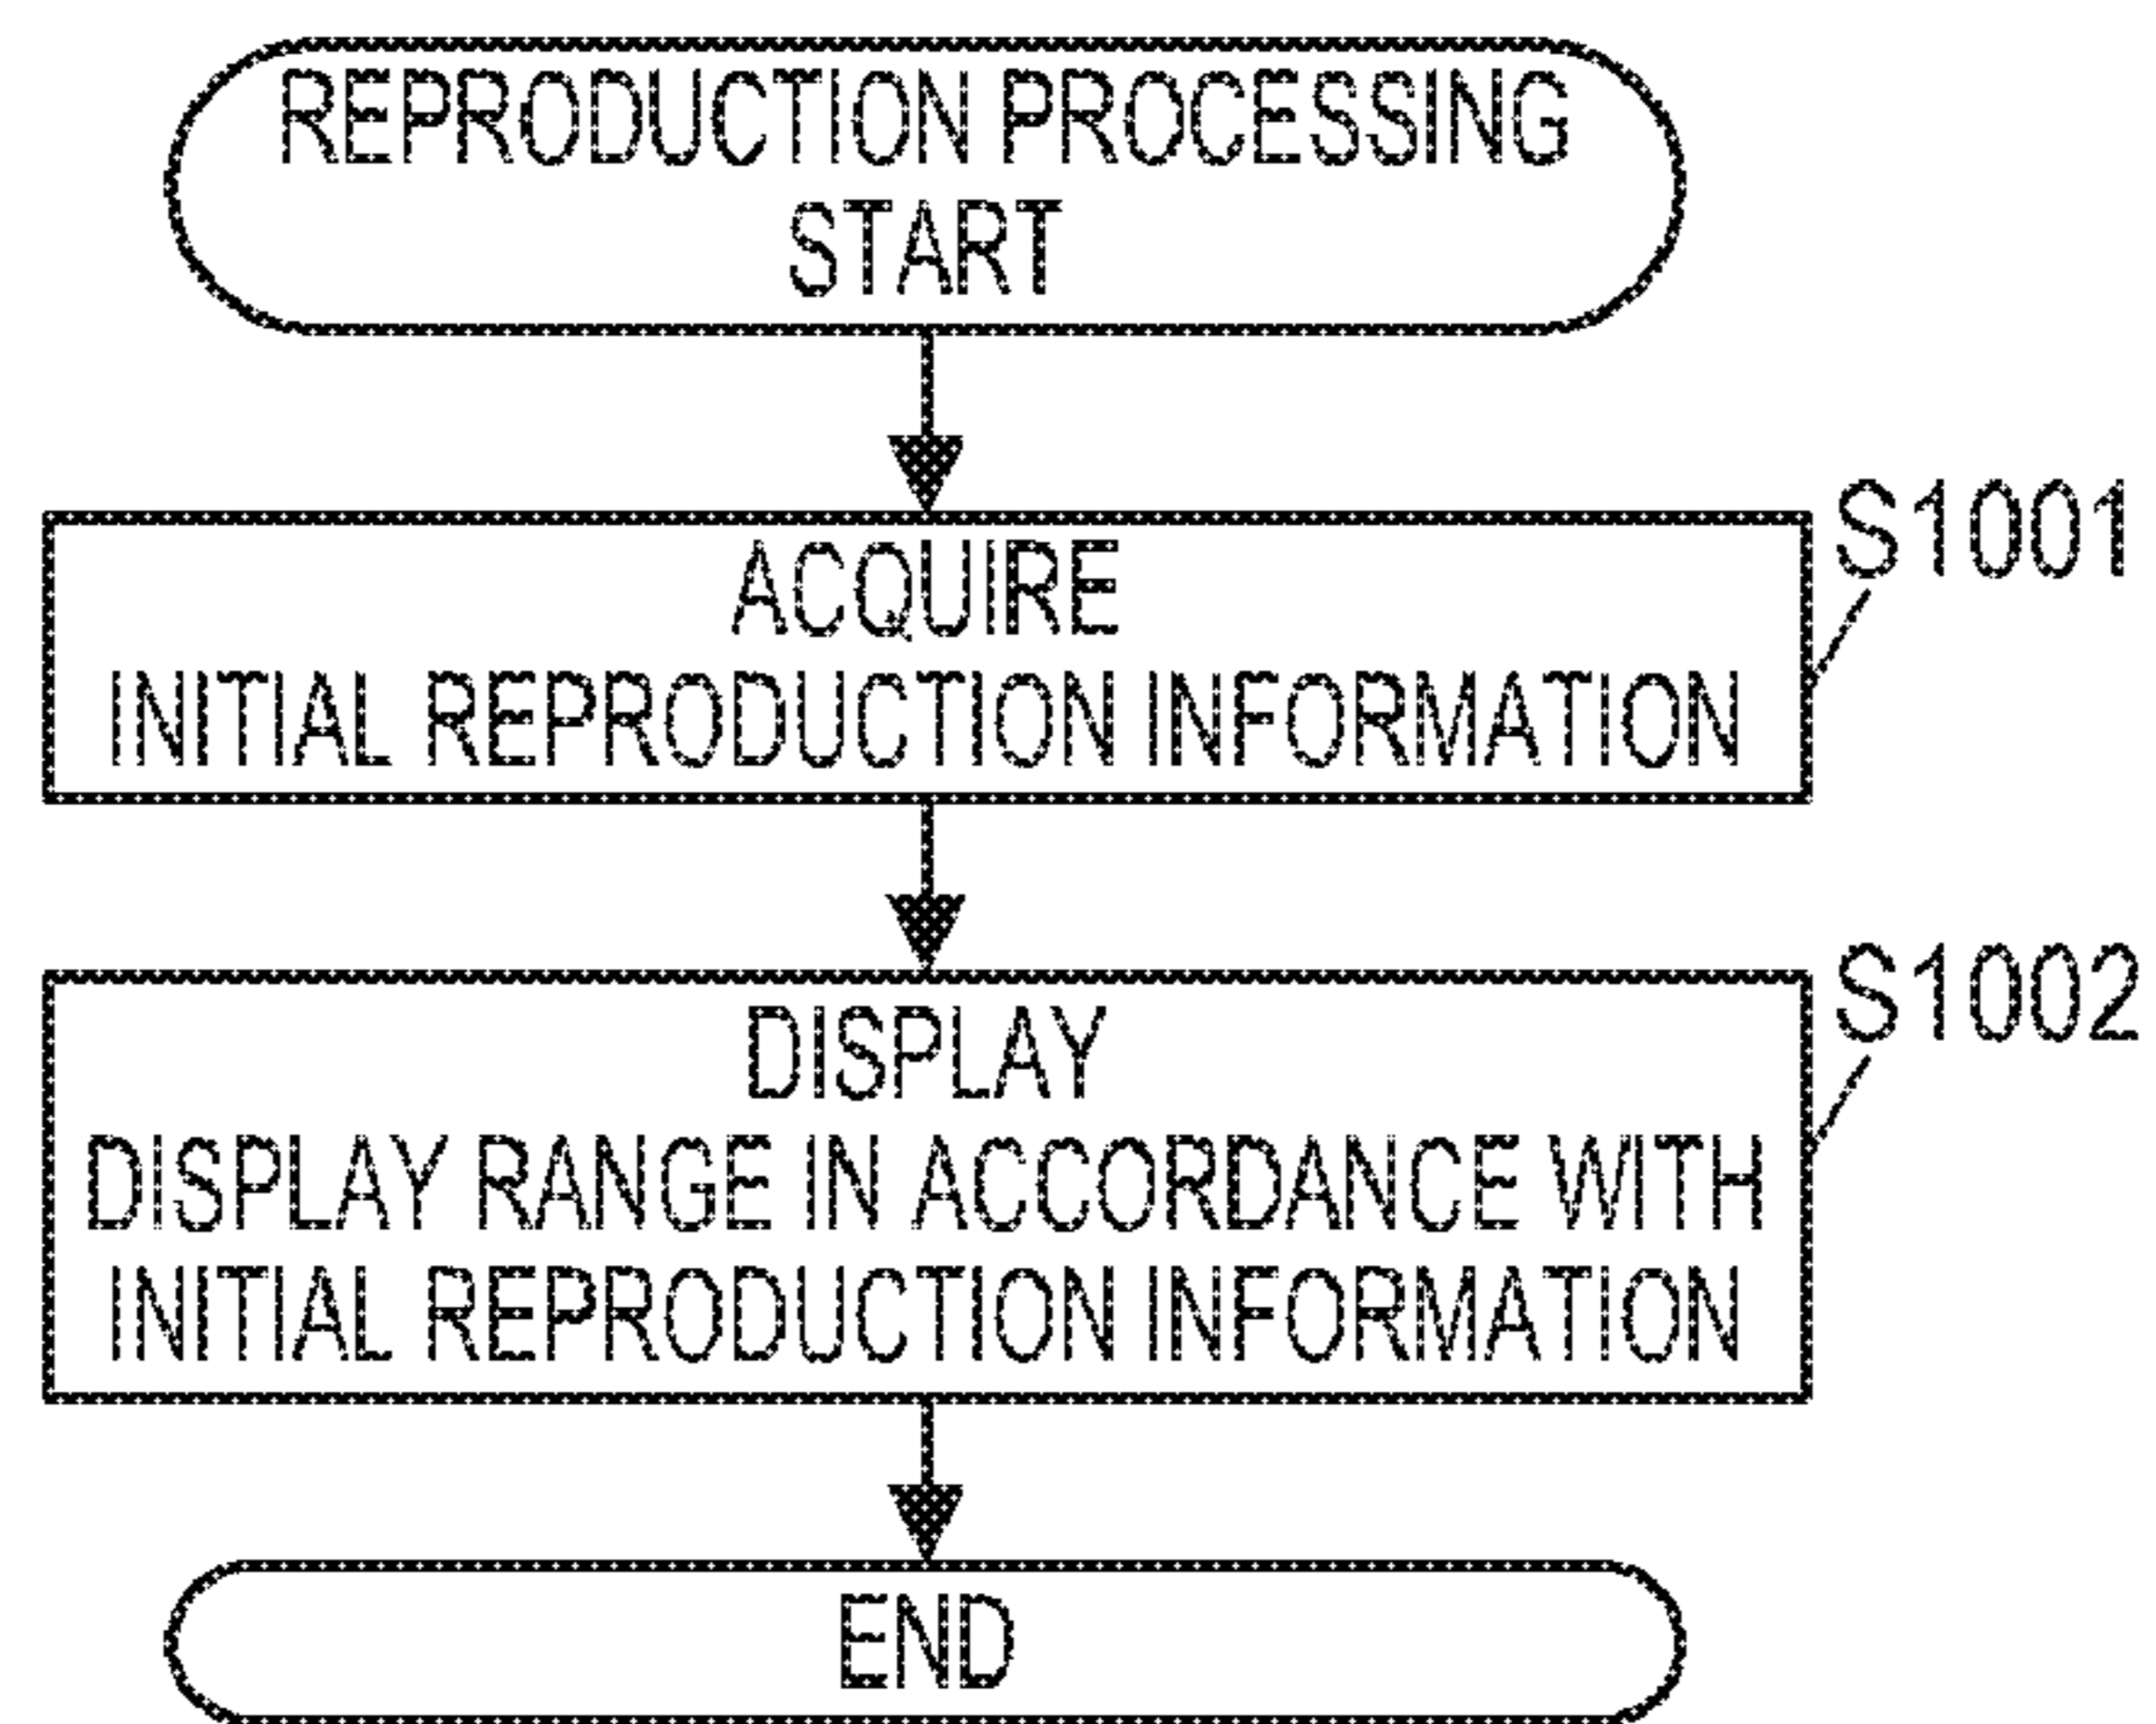 REPRODUCTION PROCESSING
START
S1001
ACQUIRE
INITIAL REPRODUCTION INFORMATION
S1002
DISPLAY
DISPLAY RANGE IN ACCORDANCE WITH
INITIAL REPRODUCTION INFORMATION
END